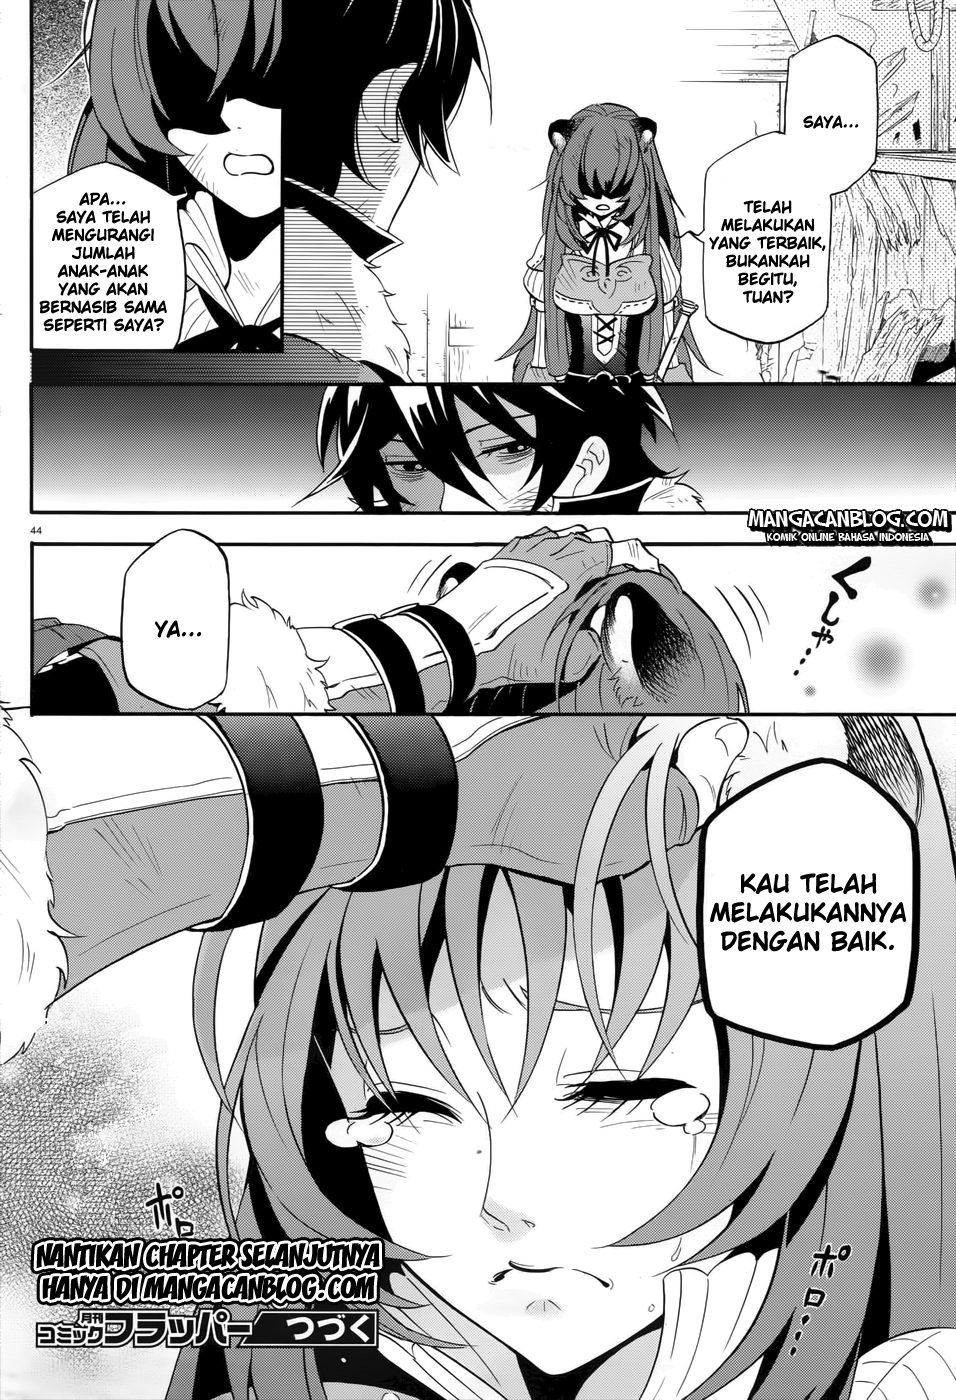 SAYA...
TELAH
MELAKUKAN
YANG TERBAIK,
BUKANKAH
BEGITU,
TUAN?
APA...
SAYA TELAH
MENGURANGI
JUMLAH
ANAK-ANAK
YANG AKAN
BERNASIB SAMA
SEPERTI SAYA?
44
MANGACANBLOG.COM
KOMIK ONLINE BAHASA INDONESIA
くしゃ…
YA...
KAU TELAH
MELAKUKANNYA
DENGAN BAIK.
ポロ…
ポロ…
NANTIKAN CHAPTER SELANJUTNYA
HANYA DI MANGACANBLOG.COM
月刊
コミックフラッパー つづく